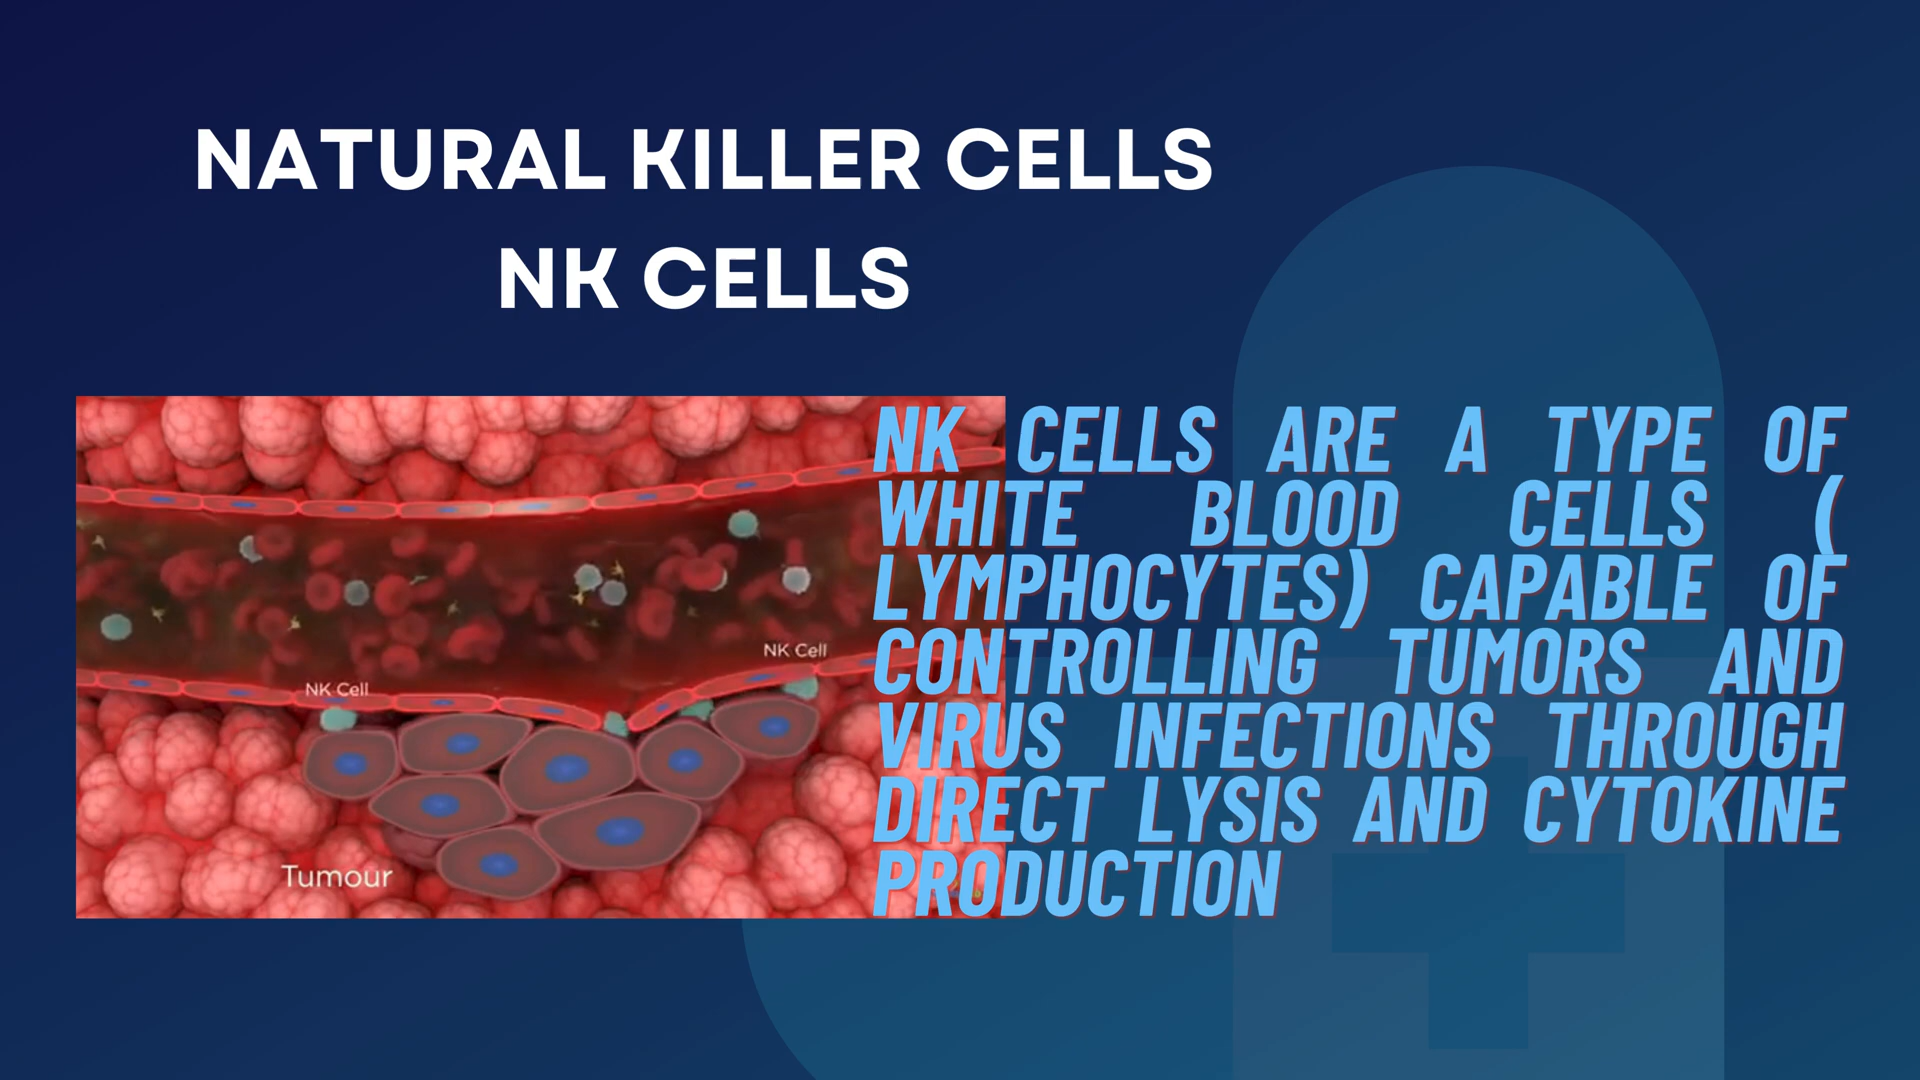 NATURAL KILLER CELLS
NK CELLS
NK CELLS ARE A TYPE OF
WHITE BLOOD CELLS (
LYMPHOCYTES) CAPABLE OF
CONTROLLING TUMORS AND
VIRUS INFECTIONS THROUGH
DIRECT LYSIS AND CYTOKINE
PRODUCTION
NK Cell
NK Cell
Tumour